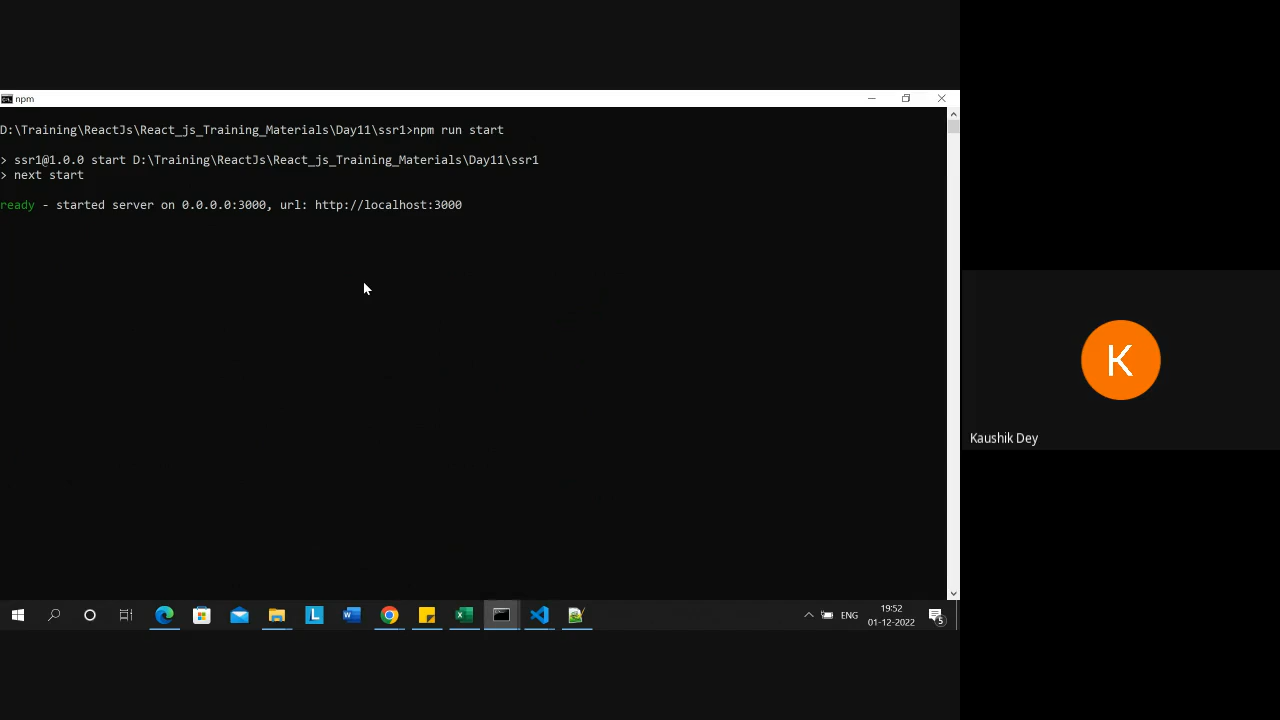 npm
D:\Training\ReactJs\React_js_Training_Materials\Day11\ssr1>npm run start
> ssr1@1.0.0 start D:\Training\ReactJs\React_js_Training_Materials\Day11\ssr1
> next start
ready - started server on 0.0.0.0:3000, url: http://localhost:3000
K
Kaushik Dey
L
W
X
ENG
19:52
01-12-2022
5